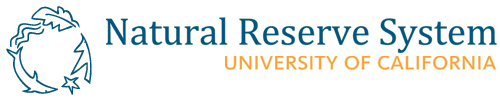 Natural Reserve System
UNIVERSITY OF CALIFORNIA